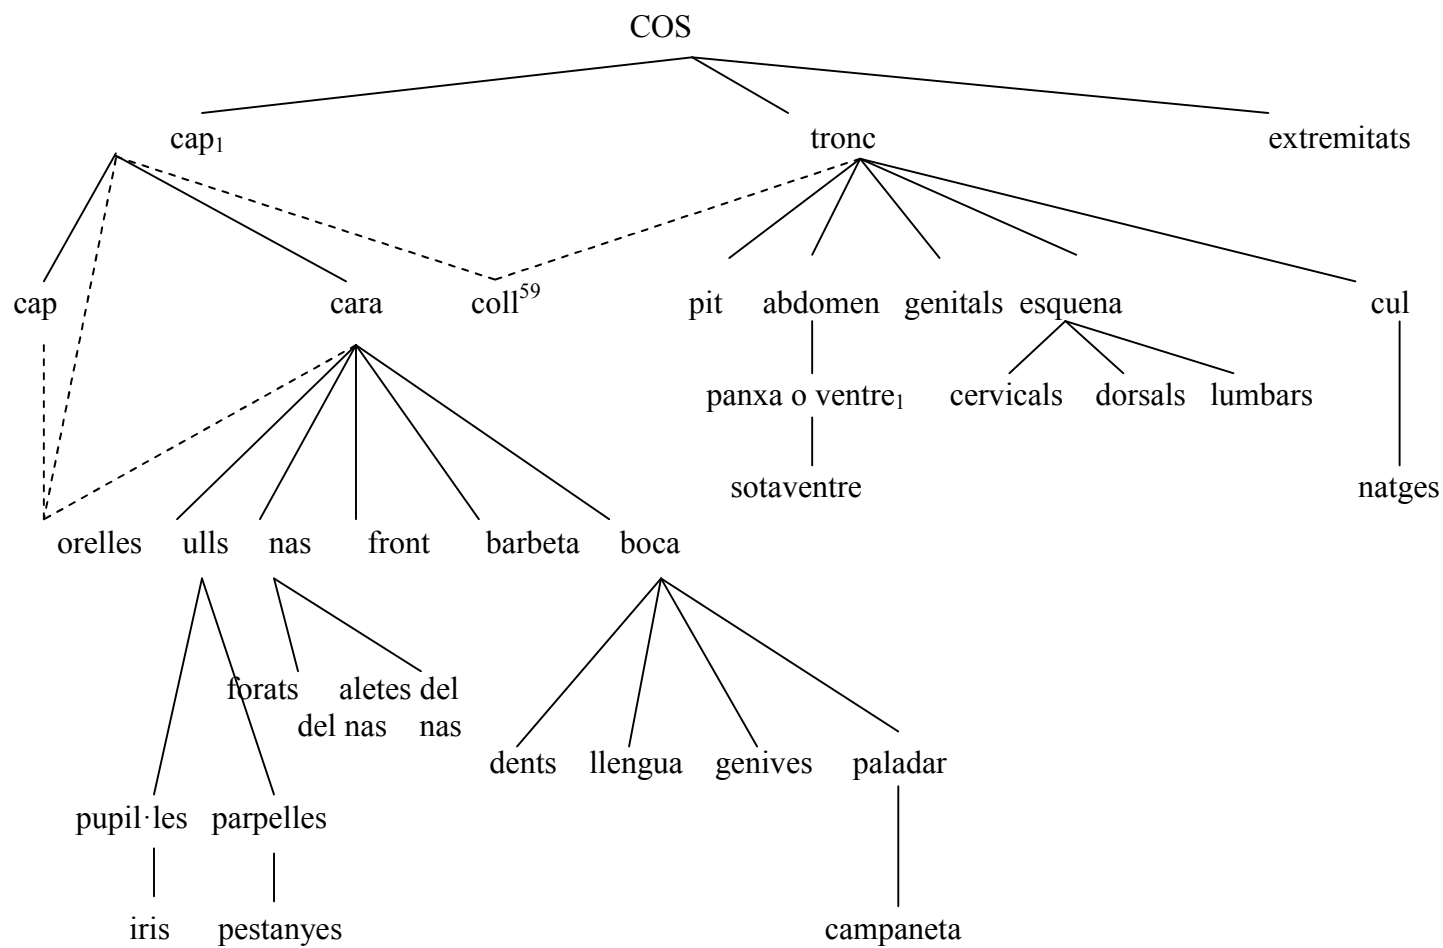 COS
cap₁ tronc extremitats
cap cara coll⁵⁹ pit abdomen genitals esquena cul
panxa o ventre₁ cervicals dorsals lumbars
sotaventre natges
orelles ulls nas front barbeta boca
forats aletes del
del nas nas
dents llengua genives paladar
pupil·les parpelles
iris pestanyes campaneta